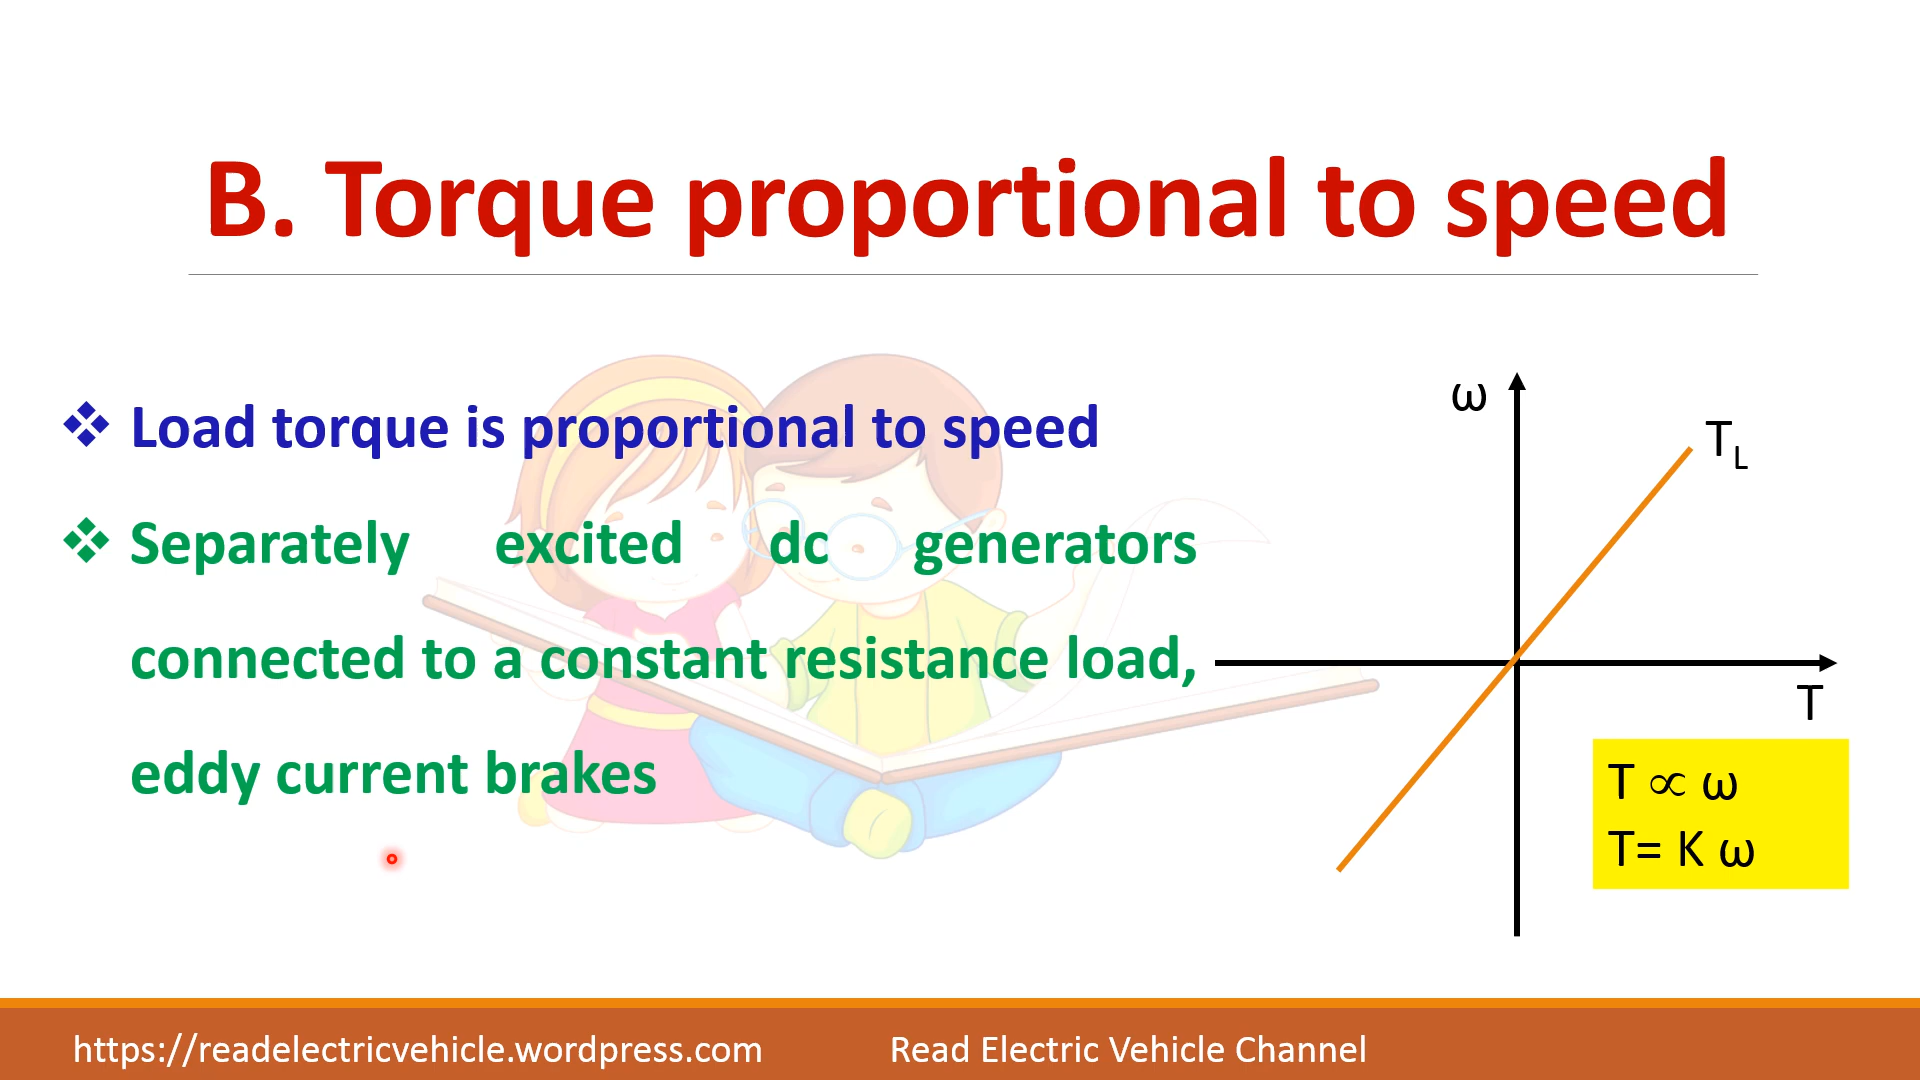 B. Torque proportional to speed
❖ Load torque is proportional to speed
❖ Separately excited dc generators
connected to a constant resistance load,
eddy current brakes
ω
T_L
T
T ∝ ω
T= K ω
https://readelectricvehicle.wordpress.com
Read Electric Vehicle Channel